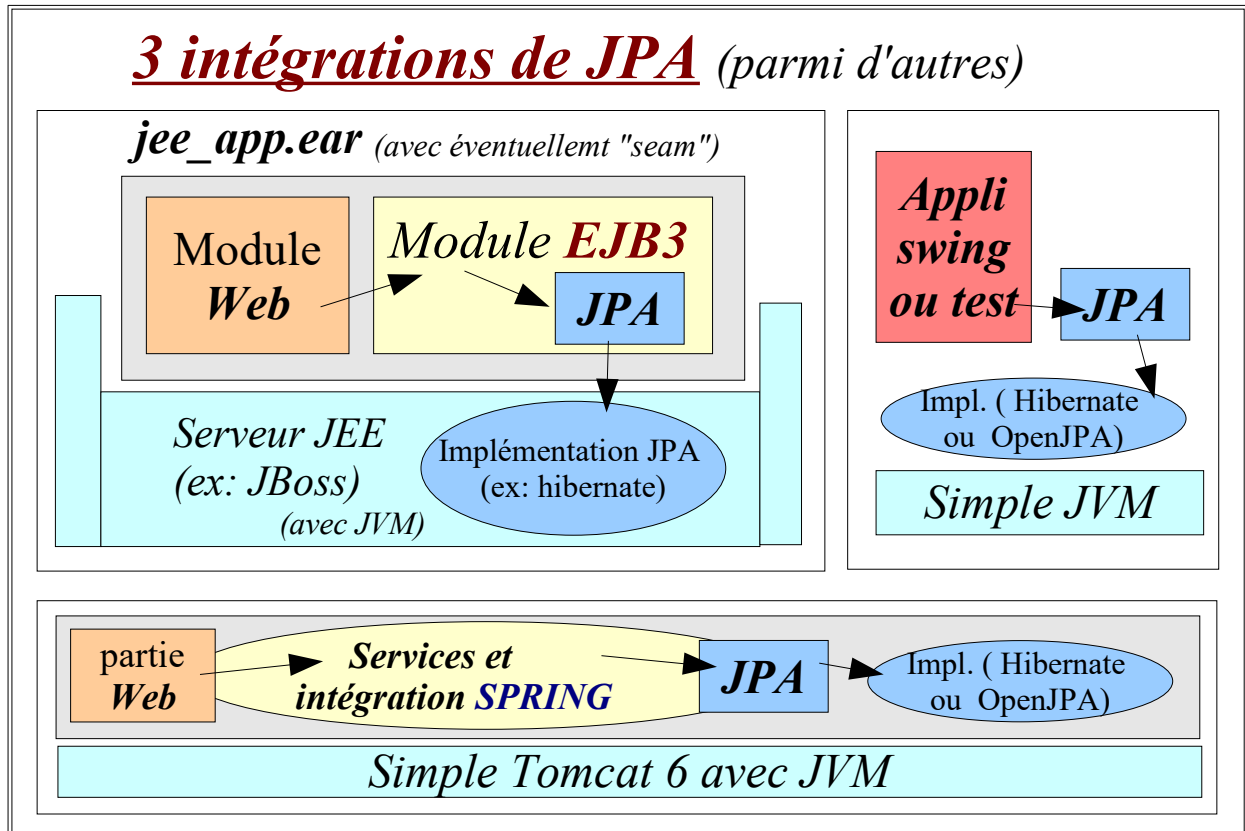 3 intégrations de JPA (parmi d'autres)
jee_app.ear (avec éventuellemt "seam")
Module
Web
Module EJB3
JPA
Serveur JEE
(ex: JBoss)
(avec JVM)
Implémentation JPA
(ex: hibernate)
Appli
swing
ou test
JPA
Impl. ( Hibernate
ou OpenJPA)
Simple JVM
partie
Web
Services et
intégration SPRING
JPA
Impl. ( Hibernate
ou OpenJPA)
Simple Tomcat 6 avec JVM